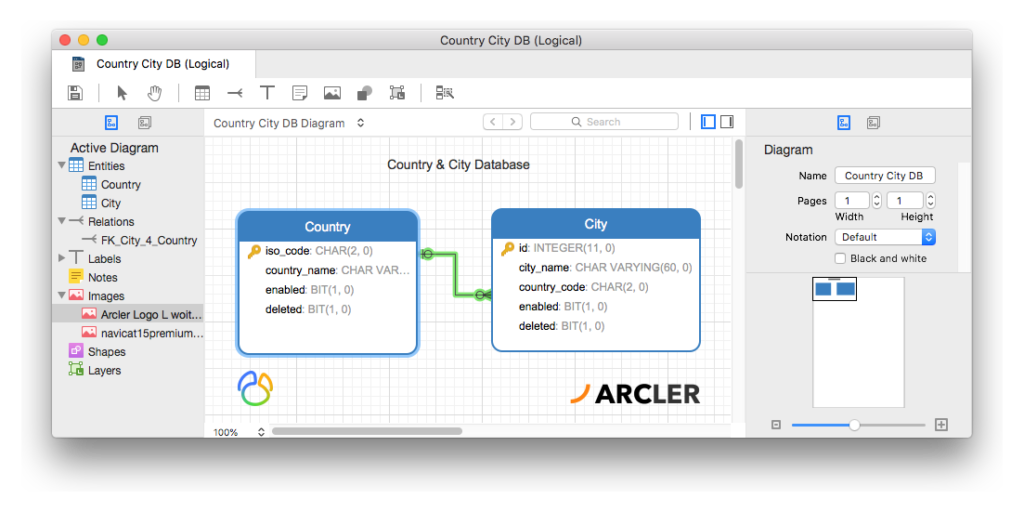 Country City DB (Logical)
Country City DB (Logical)
Country City DB Diagram
Search
Active Diagram
Entities
Country
City
Relations
FK_City_4_Country
Labels
Notes
Images
Arcler Logo L woit...
navicat15premium...
Shapes
Layers
Country & City Database
Country
iso_code: CHAR(2, 0)
country_name: CHAR VAR...
enabled: BIT(1, 0)
deleted: BIT(1, 0)
City
id: INTEGER(11, 0)
city_name: CHAR VARYING(60, 0)
country_code: CHAR(2, 0)
enabled: BIT(1, 0)
deleted: BIT(1, 0)
ARCLER
100%
Diagram
Name Country City DB
Pages 1 1
Width Height
Notation Default
Black and white